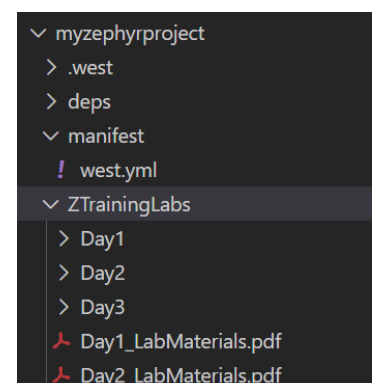 myzephyrproject
.west
deps
manifest
! west.yml
ZTrainingLabs
Day1
Day2
Day3
Day1_LabMaterials.pdf
Day2_LabMaterials.pdf